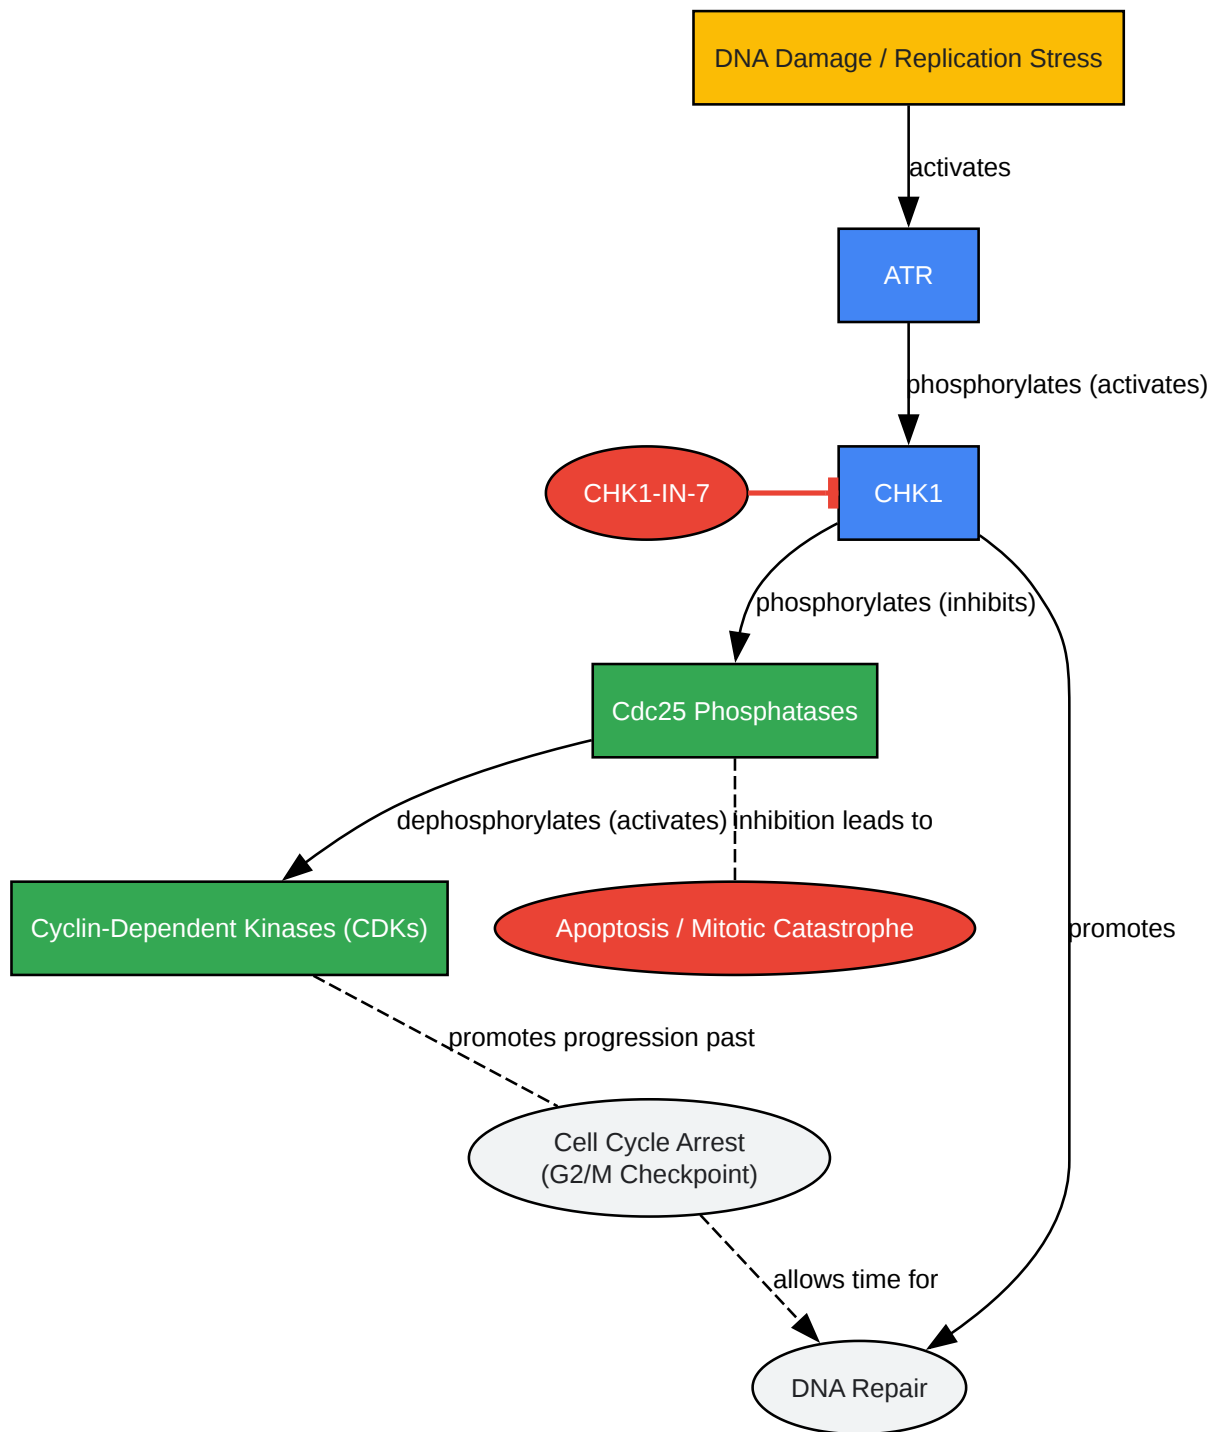 DNA Damage / Replication Stress
activates
ATR
phosphorylates (activates)
CHK1-IN-7
CHK1
phosphorylates (inhibits)
Cdc25 Phosphatases
dephosphorylates (activates)
inhibition leads to
Cyclin-Dependent Kinases (CDKs)
Apoptosis / Mitotic Catastrophe
promotes
promotes progression past
Cell Cycle Arrest
(G2/M Checkpoint)
allows time for
DNA Repair